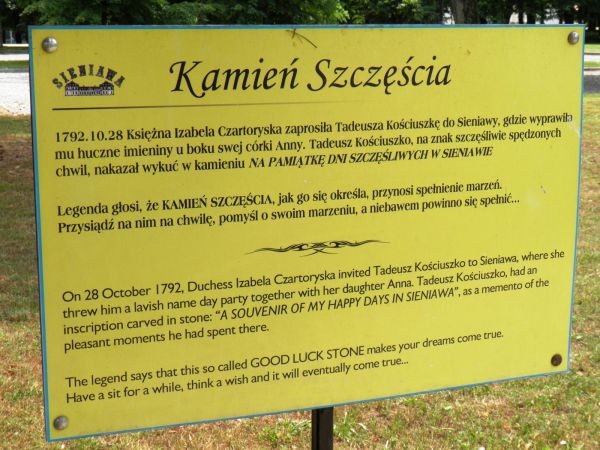 SIENIAWA
Kamień Szczęścia
1792.10.28 Księżna Izabela Czartoryska zaprosiła Tadeusza Kościuszkę do Sieniawy, gdzie wyprawiła
mu huczne imieniny u boku swej córki Anny. Tadeusz Kościuszko, na znak szczęśliwie spędzonych
chwil, nakazał wykuć w kamieniu NA PAMIĄTKĘ DNI SZCZĘŚLIWYCH W SIENIAWIE
Legenda głosi, że KAMIEŃ SZCZĘŚCIA, jak go się określa, przynosi spełnienie marzeń.
Przysiądź na nim na chwilę, pomyśl o swoim marzeniu, a niebawem powinno się spełnić...
On 28 October 1792, Duchess Izabela Czartoryska invited Tadeusz Kościuszko to Sieniawa, where she
threw him a lavish name day party together with her daughter Anna. Tadeusz Kościuszko, had an
inscription carved in stone: "A SOUVENIR OF MY HAPPY DAYS IN SIENIAWA", as a memento of the
pleasant moments he had spent there.
The legend says that this so called GOOD LUCK STONE makes your dreams come true.
Have a sit for a while, think a wish and it will eventually come true...